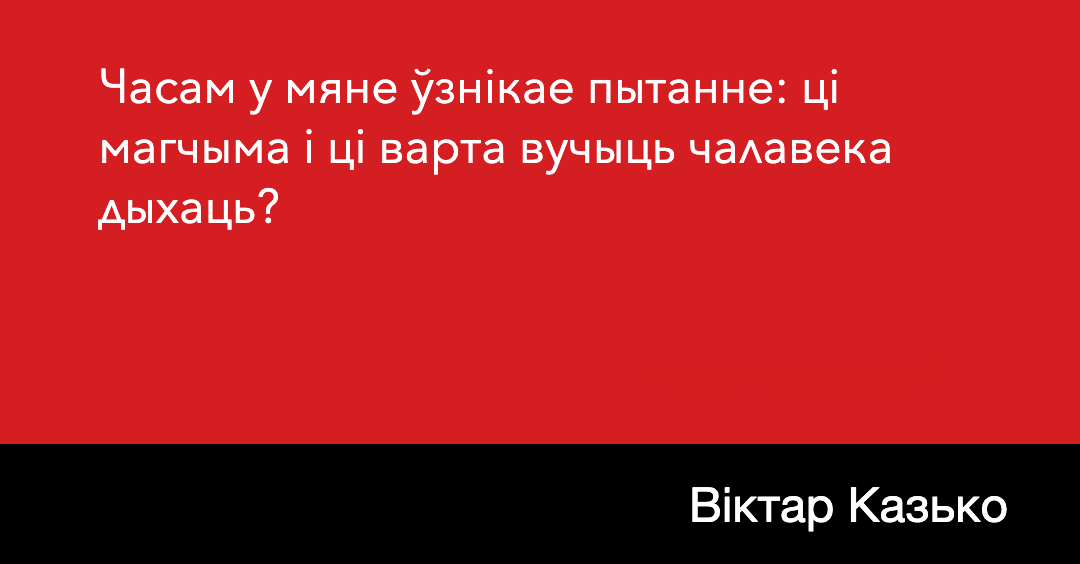 Часам у мяне ўзнікае пытанне: ці
магчыма і ці варта вучыць чалавека
дыхаць?
Віктар Казько